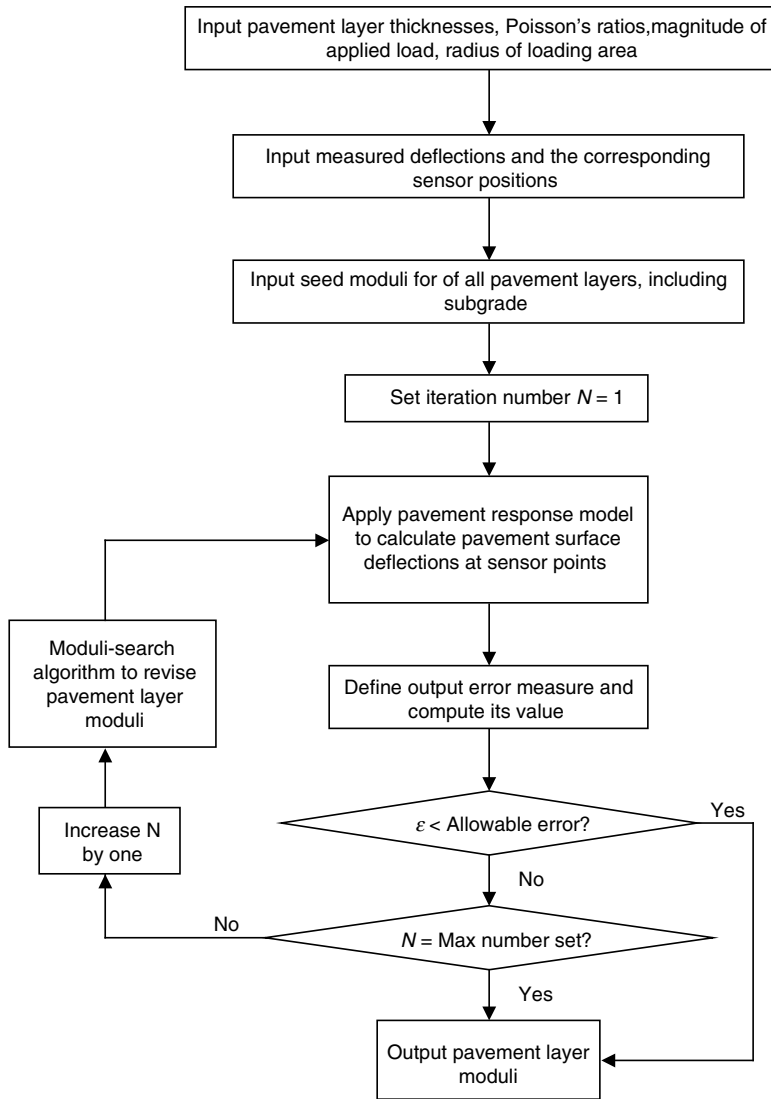 Input pavement layer thicknesses, Poisson's ratios,magnitude of
applied load, radius of loading area
Input measured deflections and the corresponding
sensor positions
Input seed moduli for of all pavement layers, including
subgrade
Set iteration number N = 1
Apply pavement response model
to calculate pavement surface
deflections at sensor points
Moduli-search
algorithm to revise
pavement layer
moduli
Define output error measure and
compute its value
Increase N
by one
ε < Allowable error?
Yes
No
N = Max number set?
No
Yes
Output pavement layer
moduli